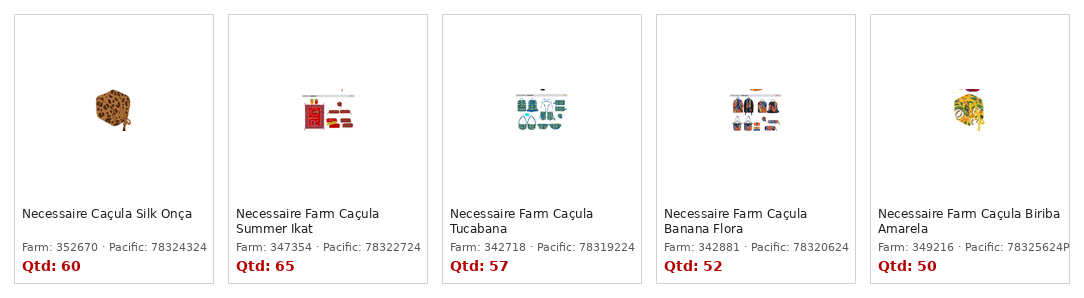 Necessaire Caçula Silk Onça
Farm: 352670 · Pacific: 78324324
Qtd: 60
Necessaire Farm Caçula
Summer Ikat
Farm: 347354 · Pacific: 78322724
Qtd: 65
Necessaire Farm Caçula
Tucabana
Farm: 342718 · Pacific: 78319224
Qtd: 57
Necessaire Farm Caçula
Banana Flora
Farm: 342881 · Pacific: 78320624
Qtd: 52
Necessaire Farm Caçula Biriba
Amarela
Farm: 349216 · Pacific: 78325624P
Qtd: 50